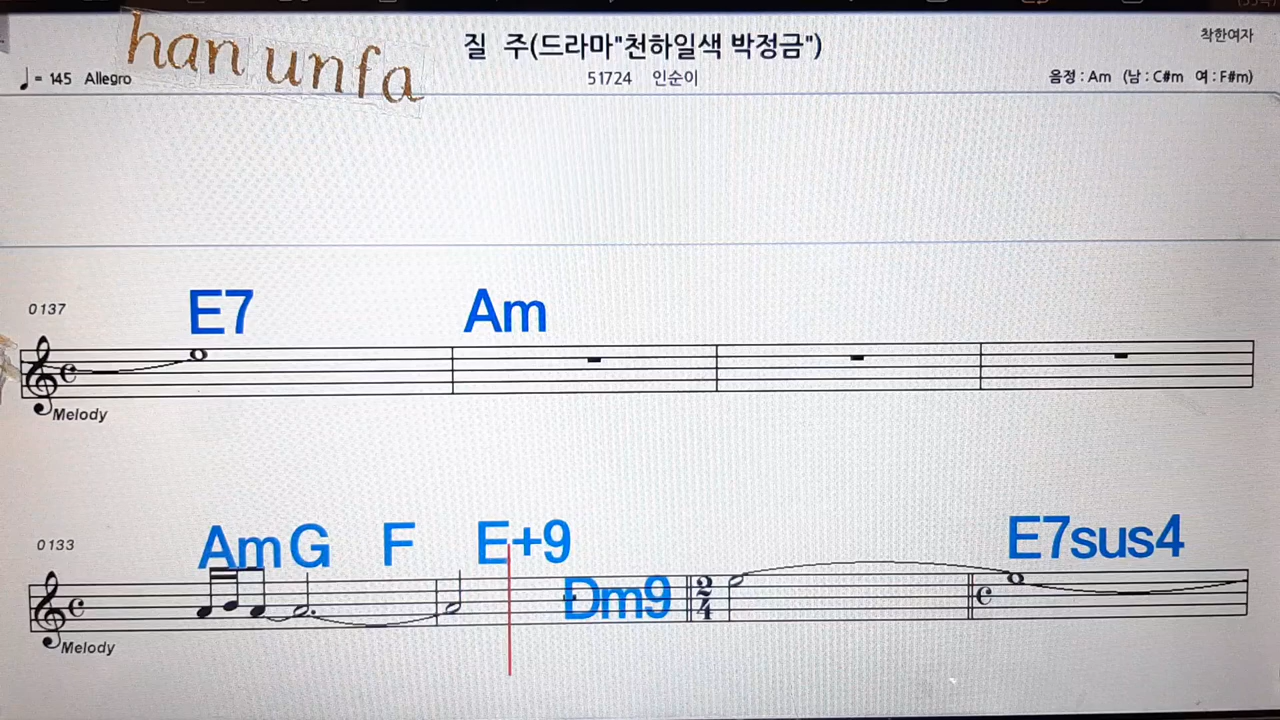 han unfa
질 주(드라마"천하일색 박정금")
착한여자
♩= 145 Allegro
51724 인순이
음정 : Am (남 : C#m 여 : F#m)
0137
E7 Am
Melody
0133
Am G F E+9 Dm9 E7sus4
2
4
Melody